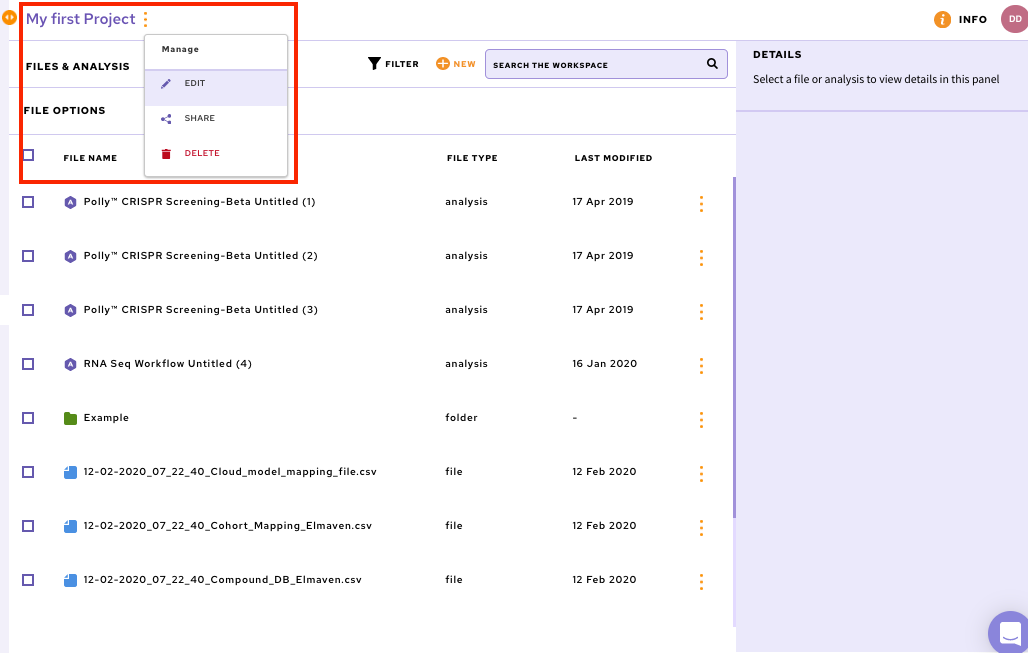 My first Project
INFO
DD
Manage
EDIT
SHARE
DELETE
FILES & ANALYSIS
FILTER
NEW
SEARCH THE WORKSPACE
FILE OPTIONS
DETAILS
Select a file or analysis to view details in this panel
FILE NAME FILE TYPE LAST MODIFIED
A Polly™ CRISPR Screening-Beta Untitled (1) analysis 17 Apr 2019
A Polly™ CRISPR Screening-Beta Untitled (2) analysis 17 Apr 2019
A Polly™ CRISPR Screening-Beta Untitled (3) analysis 17 Apr 2019
A RNA Seq Workflow Untitled (4) analysis 16 Jan 2020
Example folder -
12-02-2020_07_22_40_Cloud_model_mapping_file.csv file 12 Feb 2020
12-02-2020_07_22_40_Cohort_Mapping_Elmaven.csv file 12 Feb 2020
12-02-2020_07_22_40_Compound_DB_Elmaven.csv file 12 Feb 2020